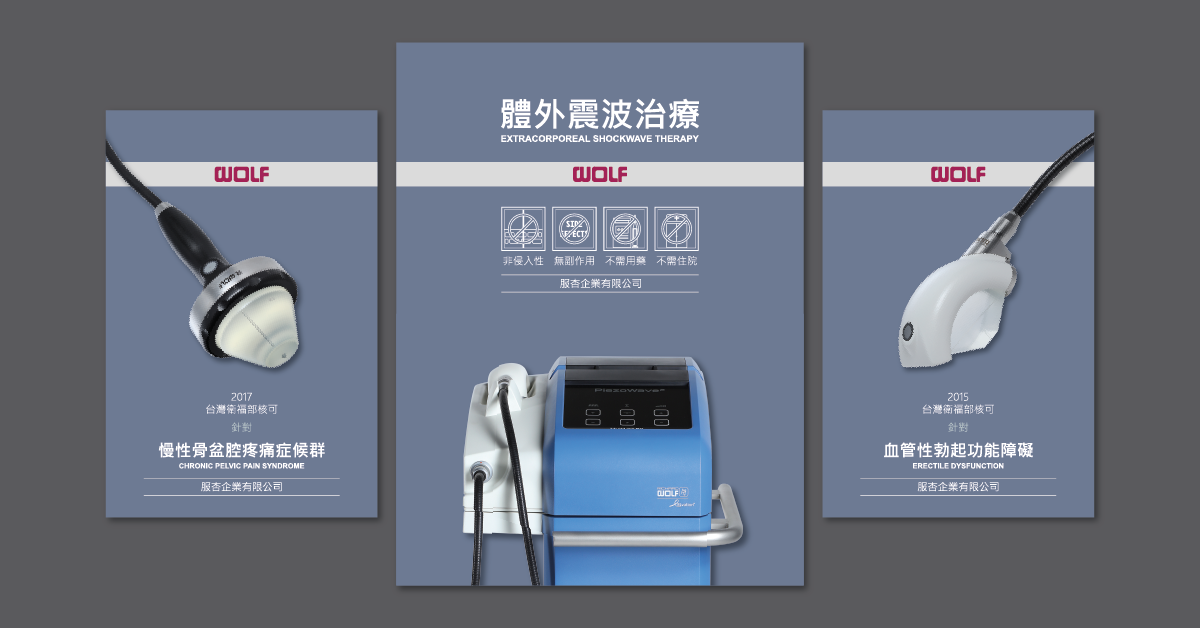 WOLF
WOLF
2017
台灣衛福部核可
針對
慢性骨盆腔疼痛症候群
CHRONIC PELVIC PAIN SYNDROME
服杏企業有限公司
體外震波治療
EXTRACORPOREAL SHOCKWAVE THERAPY
WOLF
SIDE
EFFECT
非侵入性 無副作用 不需用藥 不需住院
服杏企業有限公司
PiezoWave²
WOLF
WOLF
2015
台灣衛福部核可
針對
血管性勃起功能障礙
ERECTILE DYSFUNCTION
服杏企業有限公司